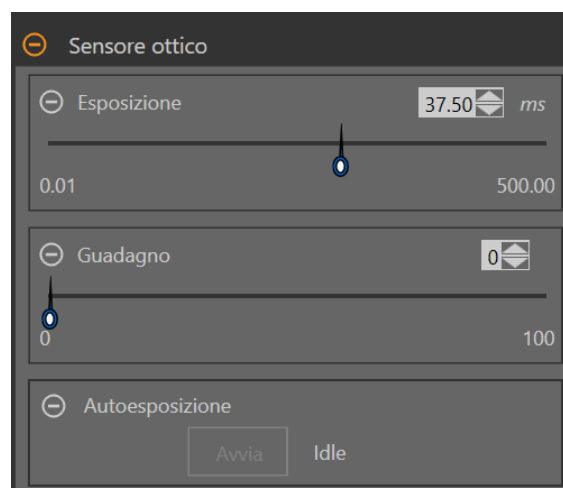 Sensore ottico
Esposizione 37.50 ms
0.01 500.00
Guadagno 0
0 100
Autoesposizione
Avvia Idle